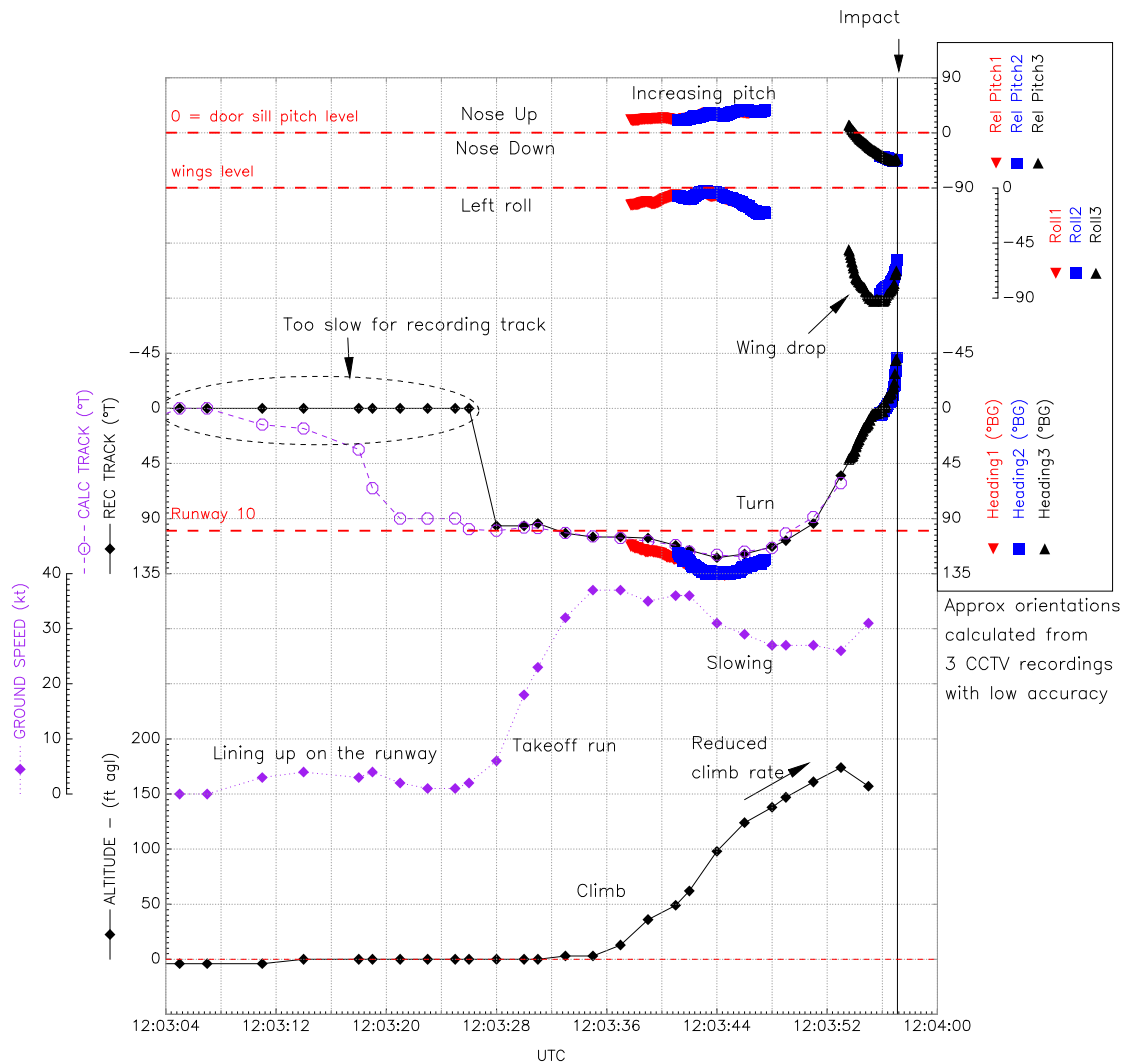 Impact
90
Increasing pitch
0 = door sill pitch level
Nose Up
0
Nose Down
wings level
-90
0
Left roll
-45
-90
Rel Pitch1
Rel Pitch2
Rel Pitch3
Roll1
Roll2
Roll3
Too slow for recording track
Wing drop
-45
-45
0
0
45
45
Turn
90
Runway 10
90
135
135
CALC TRACK (°T)
REC TRACK (°T)
Heading1 (°BG)
Heading2 (°BG)
Heading3 (°BG)
Approx orientations
calculated from
3 CCTV recordings
with low accuracy
40
30
20
10
0
GROUND SPEED (kt)
Slowing
Lining up on the runway
Takeoff run
Reduced
climb rate
Climb
200
150
100
50
0
ALTITUDE - (ft agl)
12:03:04
12:03:12
12:03:20
12:03:28
12:03:36
12:03:44
12:03:52
12:04:00
UTC